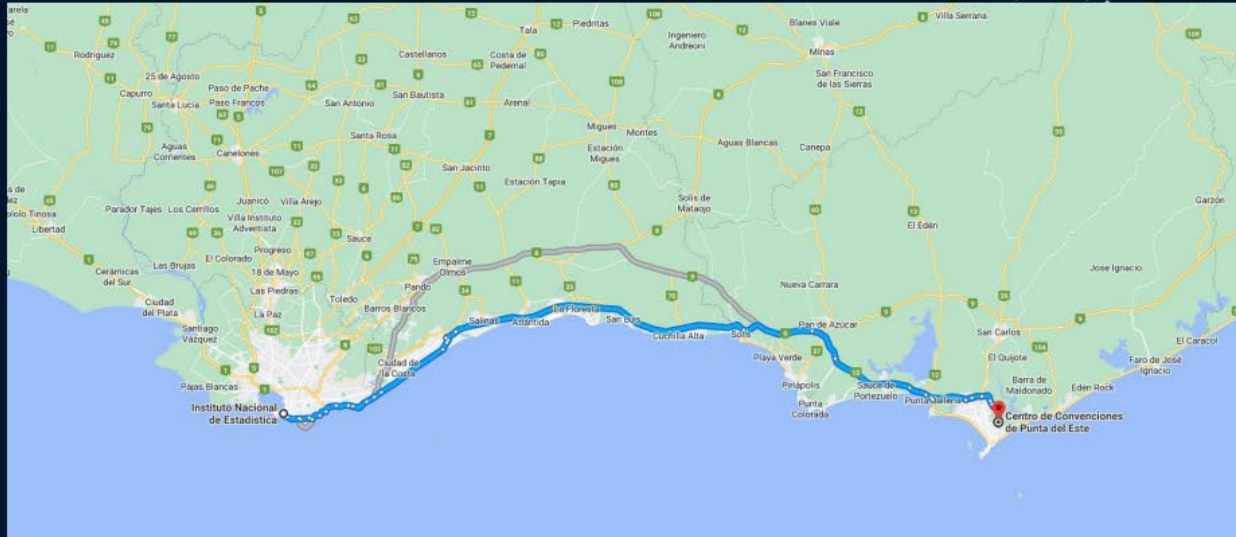 Tala
Piedritas
Blanes Viale
Villa Serrana
Rodríguez
Castellanos
Costa de
Pedernal
Ingeniero
Andreoni
Minas
25 de Agosto
Capurro
Paso de Pache
Santa Lucía
Paso Francos
San Antonio
San Bautista
Arenal
San Francisco
de las Sierras
Migues
Montes
Estación
Migues
Santa Rosa
Aguas Blancas
Canepa
Aguas
Corrientes
Canelones
San Jacinto
Estación Tapia
Solís de
Mataojo
Juanicó
Villa Arejo
Parador Tajes
Los Cerrillos
Villa Instituto
Adventista
Libertad
Garzón
El Edén
Sauce
Progreso
El Colorado
Las Brujas
18 de Mayo
Empalme
Olmos
Cerámicas
del Sur
Jose Ignacio
Las Piedras
Toledo
Pando
Nueva Carrara
Ciudad
del Plata
La Paz
Barros Blancos
Salinas
Atlántida
La Floresta
San Luis
Cuchilla Alta
Solís
Pan de Azúcar
San Carlos
Santiago
Vázquez
El Caracol
Playa Verde
El Quijote
Faro de José
Ignacio
Ciudad de
la Costa
Pajas Blancas
Piriápolis
Sauce de
Portezuelo
Barra de
Maldonado
Edén Rock
Punta
Colorada
Punta Ballena
Instituto Nacional
de Estadística
Centro de Convenciones
de Punta del Este